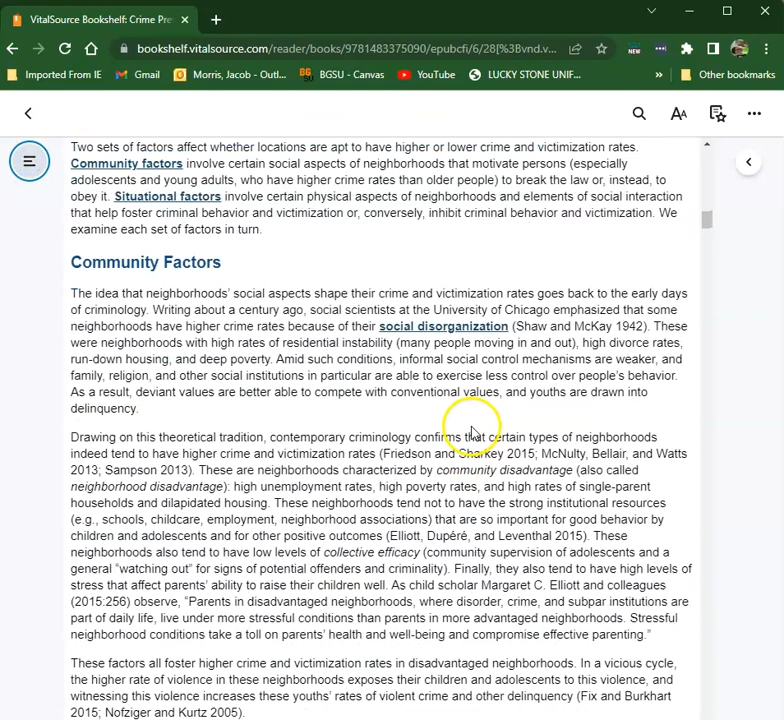 VitalSource Bookshelf: Crime Pre
bookshelf.vitalsource.com/reader/books/9781483375090/epubcfi/6/28[%3Bvnd.v...
NEW
Imported From IE
Gmail
Morris, Jacob - Outl...
BGSU - Canvas
YouTube
LUCKY STONE UNIF...
»
Other bookmarks
AA
Two sets of factors affect whether locations are apt to have higher or lower crime and victimization rates.
Community factors involve certain social aspects of neighborhoods that motivate persons (especially
adolescents and young adults, who have higher crime rates than older people) to break the law or, instead, to
obey it. Situational factors involve certain physical aspects of neighborhoods and elements of social interaction
that help foster criminal behavior and victimization or, conversely, inhibit criminal behavior and victimization. We
examine each set of factors in turn.
Community Factors
The idea that neighborhoods' social aspects shape their crime and victimization rates goes back to the early days
of criminology. Writing about a century ago, social scientists at the University of Chicago emphasized that some
neighborhoods have higher crime rates because of their social disorganization (Shaw and McKay 1942). These
were neighborhoods with high rates of residential instability (many people moving in and out), high divorce rates,
run-down housing, and deep poverty. Amid such conditions, informal social control mechanisms are weaker, and
family, religion, and other social institutions in particular are able to exercise less control over people's behavior.
As a result, deviant values are better able to compete with conventional values, and youths are drawn into
delinquency.
Drawing on this theoretical tradition, contemporary criminology confirms that certain types of neighborhoods
indeed tend to have higher crime and victimization rates (Friedson and Sharkey 2015; McNulty, Bellair, and Watts
2013; Sampson 2013). These are neighborhoods characterized by community disadvantage (also called
neighborhood disadvantage): high unemployment rates, high poverty rates, and high rates of single-parent
households and dilapidated housing. These neighborhoods tend not to have the strong institutional resources
(e.g., schools, childcare, employment, neighborhood associations) that are so important for good behavior by
children and adolescents and for other positive outcomes (Elliott, Dupéré, and Leventhal 2015). These
neighborhoods also tend to have low levels of collective efficacy (community supervision of adolescents and a
general "watching out" for signs of potential offenders and criminality). Finally, they also tend to have high levels of
stress that affect parents' ability to raise their children well. As child scholar Margaret C. Elliott and colleagues
(2015:256) observe, "Parents in disadvantaged neighborhoods, where disorder, crime, and subpar institutions are
part of daily life, live under more stressful conditions than parents in more advantaged neighborhoods. Stressful
neighborhood conditions take a toll on parents' health and well-being and compromise effective parenting."
These factors all foster higher crime and victimization rates in disadvantaged neighborhoods. In a vicious cycle,
the higher rate of violence in these neighborhoods exposes their children and adolescents to this violence, and
witnessing this violence increases these youths' rates of violent crime and other delinquency (Fix and Burkhart
2015; Nofziger and Kurtz 2005).